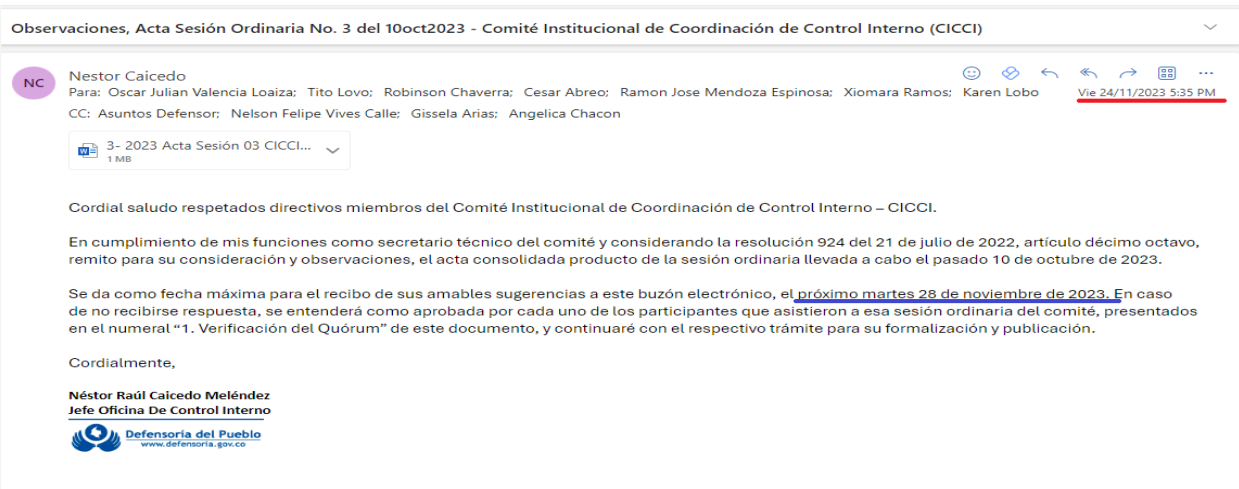 Observaciones, Acta Sesión Ordinaria No. 3 del 10oct2023 - Comité Institucional de Coordinación de Control Interno (CICCI)
NC
Nestor Caicedo
Para: Oscar Julian Valencia Loaiza; Tito Lovo; Robinson Chaverra; Cesar Abreo; Ramon Jose Mendoza Espinosa; Xiomara Ramos; Karen Lobo
Vie 24/11/2023 5:35 PM
CC: Asuntos Defensor; Nelson Felipe Vives Calle; Gissela Arias; Angelica Chacon
3- 2023 Acta Sesión 03 CICCI...
1 MB
Cordial saludo respetados directivos miembros del Comité Institucional de Coordinación de Control Interno – CICCI.
En cumplimiento de mis funciones como secretario técnico del comité y considerando la resolución 924 del 21 de julio de 2022, artículo décimo octavo,
remito para su consideración y observaciones, el acta consolidada producto de la sesión ordinaria llevada a cabo el pasado 10 de octubre de 2023.
Se da como fecha máxima para el recibo de sus amables sugerencias a este buzón electrónico, el próximo martes 28 de noviembre de 2023. En caso
de no recibirse respuesta, se entenderá como aprobada por cada uno de los participantes que asistieron a esa sesión ordinaria del comité, presentados
en el numeral “1. Verificación del Quórum” de este documento, y continuaré con el respectivo trámite para su formalización y publicación.
Cordialmente,
Néstor Raúl Caicedo Meléndez
Jefe Oficina De Control Interno
Defensoría del Pueblo
www.defensoria.gov.co